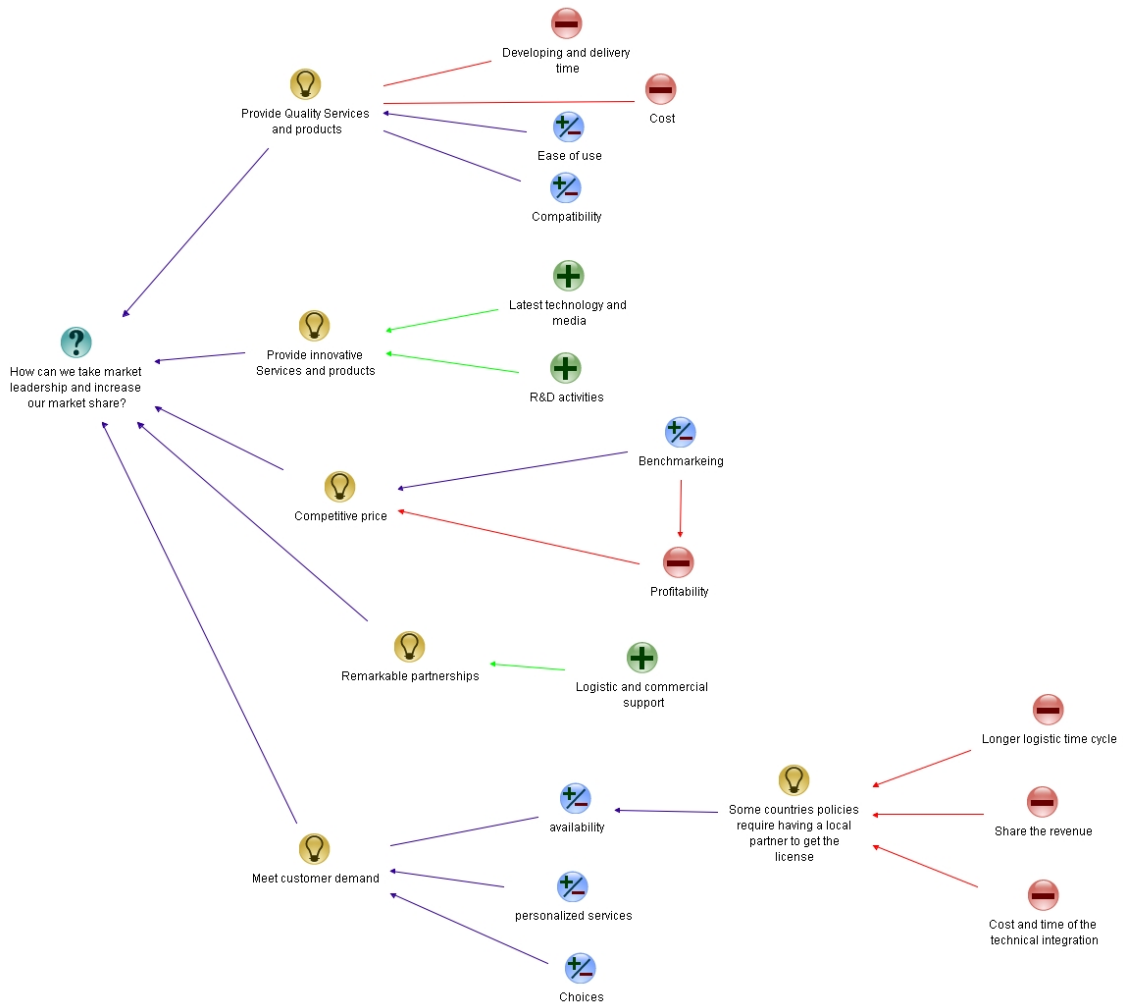 Developing and delivery
time
Provide Quality Services
and products
Cost
Ease of use
Compatibility
Latest technology and
media
How can we take market
leadership and increase
our market share?
Provide innovative
Services and products
R&D activities
Benchmarkeing
Competitive price
Profitability
Remarkable partnerships
Logistic and commercial
support
Longer logistic time cycle
Some countries policies
require having a local
partner to get the
license
availability
Share the revenue
Meet customer demand
personalized services
Cost and time of the
technical integration
Choices